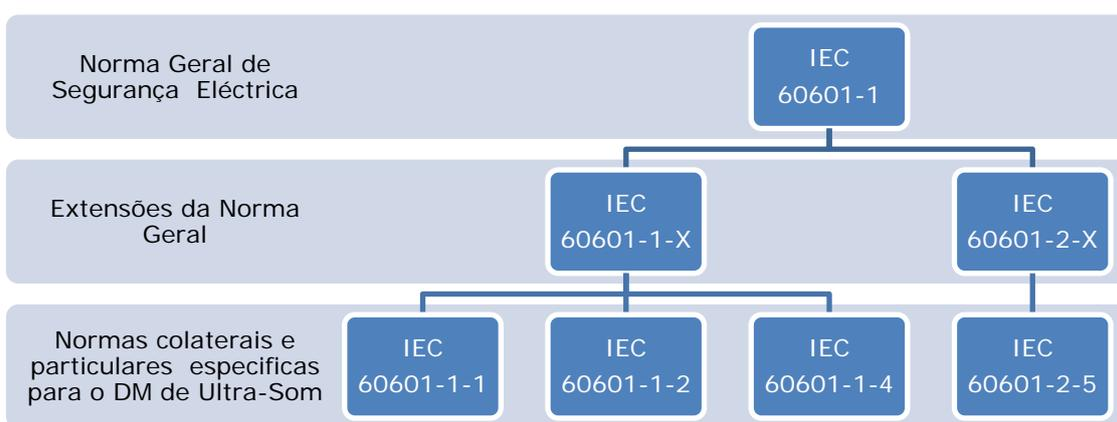 Norma Geral de
Segurança Eléctrica
IEC
60601-1
Extensões da Norma
Geral
IEC
60601-1-X
IEC
60601-2-X
Normas colaterais e
particulares especificas
para o DM de Ultra-Som
IEC
60601-1-1
IEC
60601-1-2
IEC
60601-1-4
IEC
60601-2-5